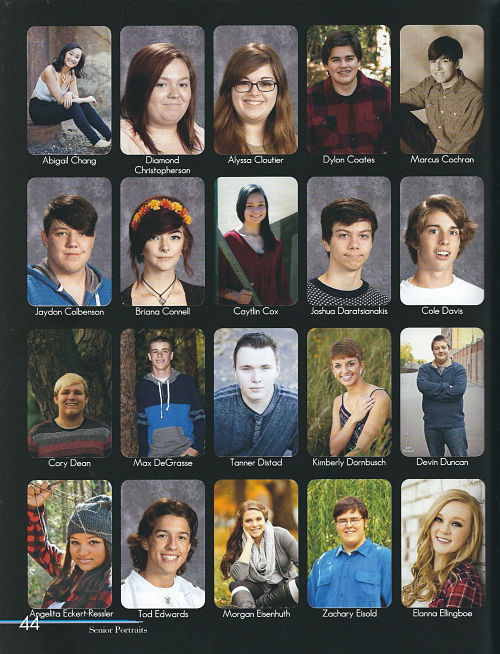 Abigail Chang
Diamond
Christopherson
Alyssa Cloutier
Dylon Coates
Marcus Cochran
Jaydon Colbenson
Briana Connell
Caytlin Cox
Joshua Daratsianakis
Cole Davis
Cory Dean
Max DeGrasse
Tanner Distad
Kimberly Dornbusch
Devin Duncan
Angelita Eckert-Ressler
Tod Edwards
Morgan Eisenhuth
Zachary Eisold
Elanna Ellingboe
44
Senior Portraits